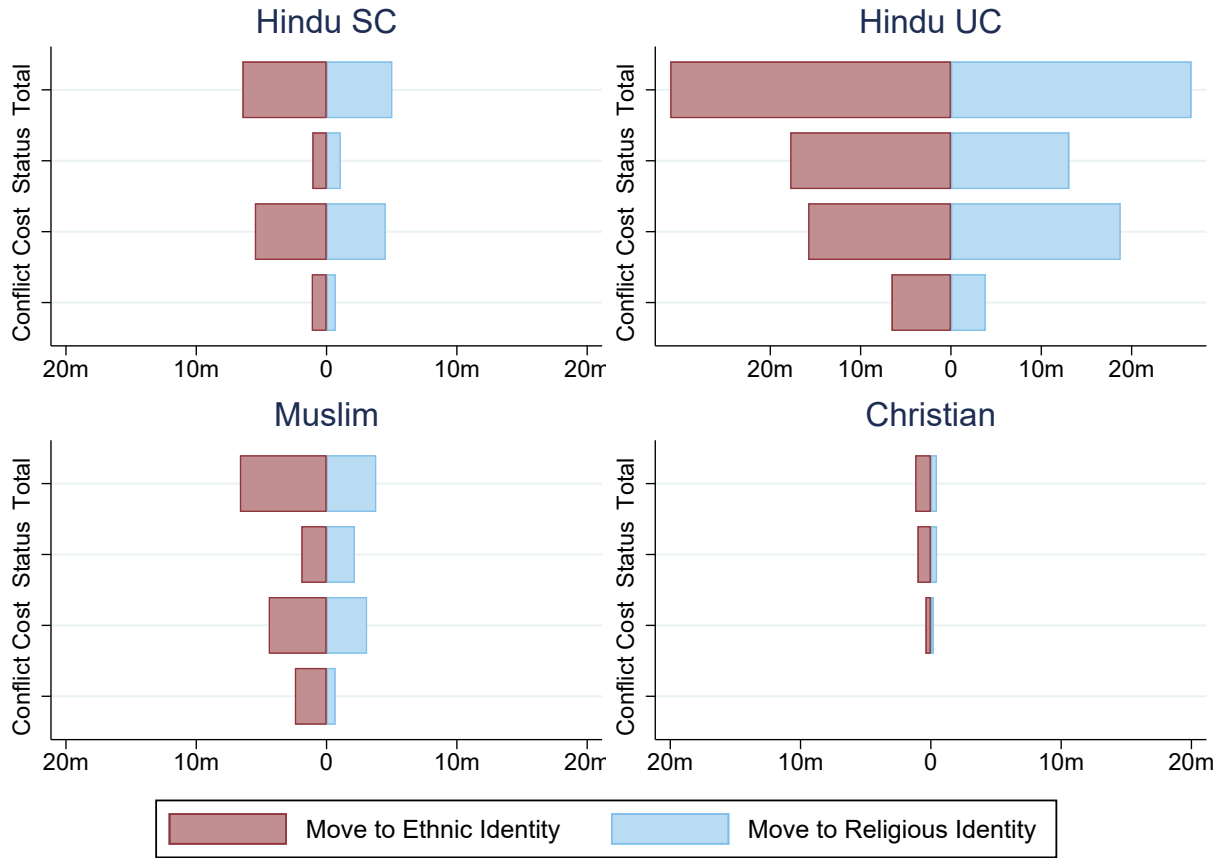 Hindu SC
Total
Status
Cost
Conflict
20m 10m 0 10m 20m
Hindu UC
Total
Status
Cost
Conflict
20m 10m 0 10m 20m
Muslim
Total
Status
Cost
Conflict
20m 10m 0 10m 20m
Christian
Total
Status
Cost
Conflict
20m 10m 0 10m 20m
Move to Ethnic Identity Move to Religious Identity